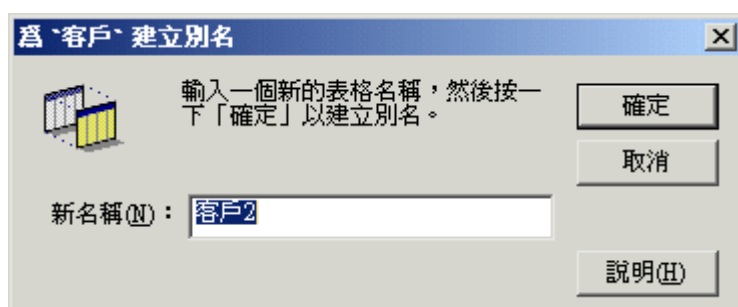 爲 `客戶` 建立別名
輸入一個新的表格名稱，然後按一
下「確定」以建立別名。
確定
取消
新名稱(N)：
客戶2
說明(H)